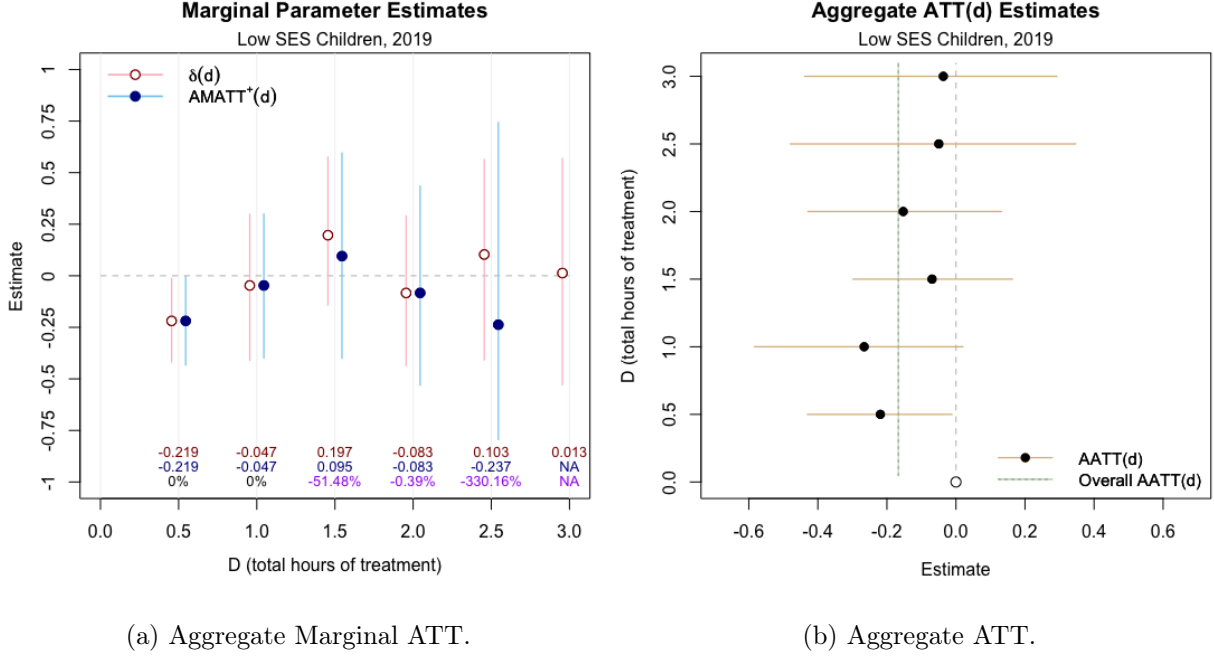 Marginal Parameter Estimates
Low SES Children, 2019
δ(d)
AMATT⁺(d)
Estimate
1
0.75
0.5
0.25
0
-0.25
-0.5
-0.75
-1
-0.219 -0.047 0.197 -0.083 0.103 0.013
-0.219 -0.047 0.095 -0.083 -0.237 NA
0% 0% -51.48% -0.39% -330.16% NA
0.0 0.5 1.0 1.5 2.0 2.5 3.0
D (total hours of treatment)
(a) Aggregate Marginal ATT.
Aggregate ATT(d) Estimates
Low SES Children, 2019
D (total hours of treatment)
3.0
2.5
2.0
1.5
1.0
0.5
0.0
AATT(d)
Overall AATT(d)
-0.6 -0.4 -0.2 0.0 0.2 0.4 0.6
Estimate
(b) Aggregate ATT.